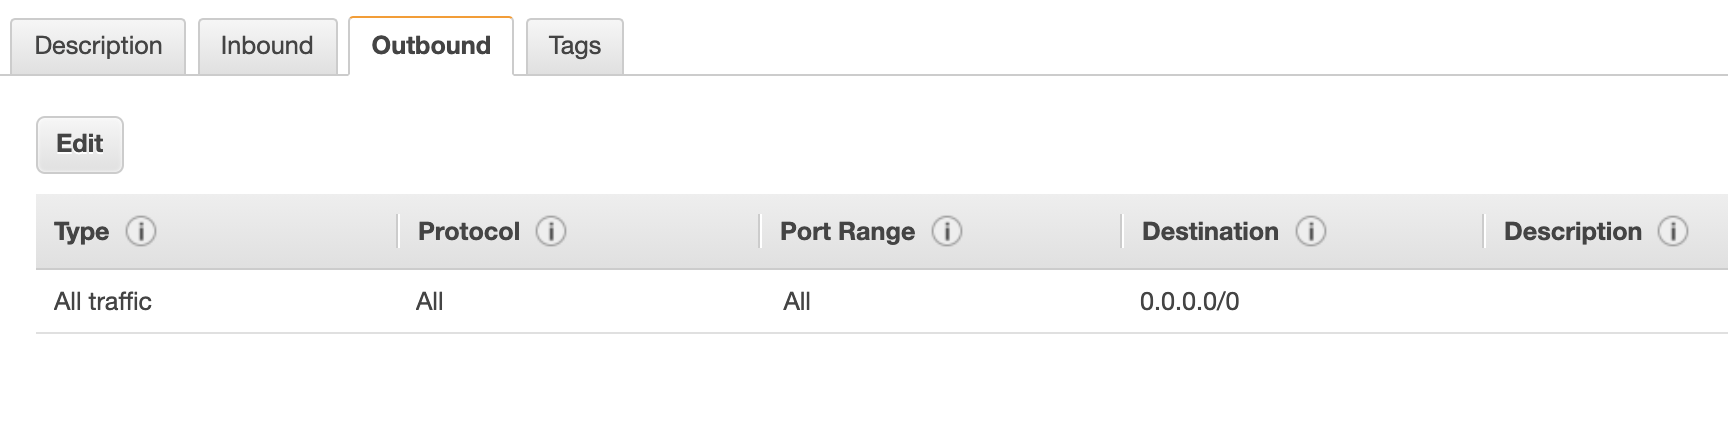 Description Inbound Outbound Tags
Edit
Type Protocol Port Range Destination Description
All traffic All All 0.0.0.0/0